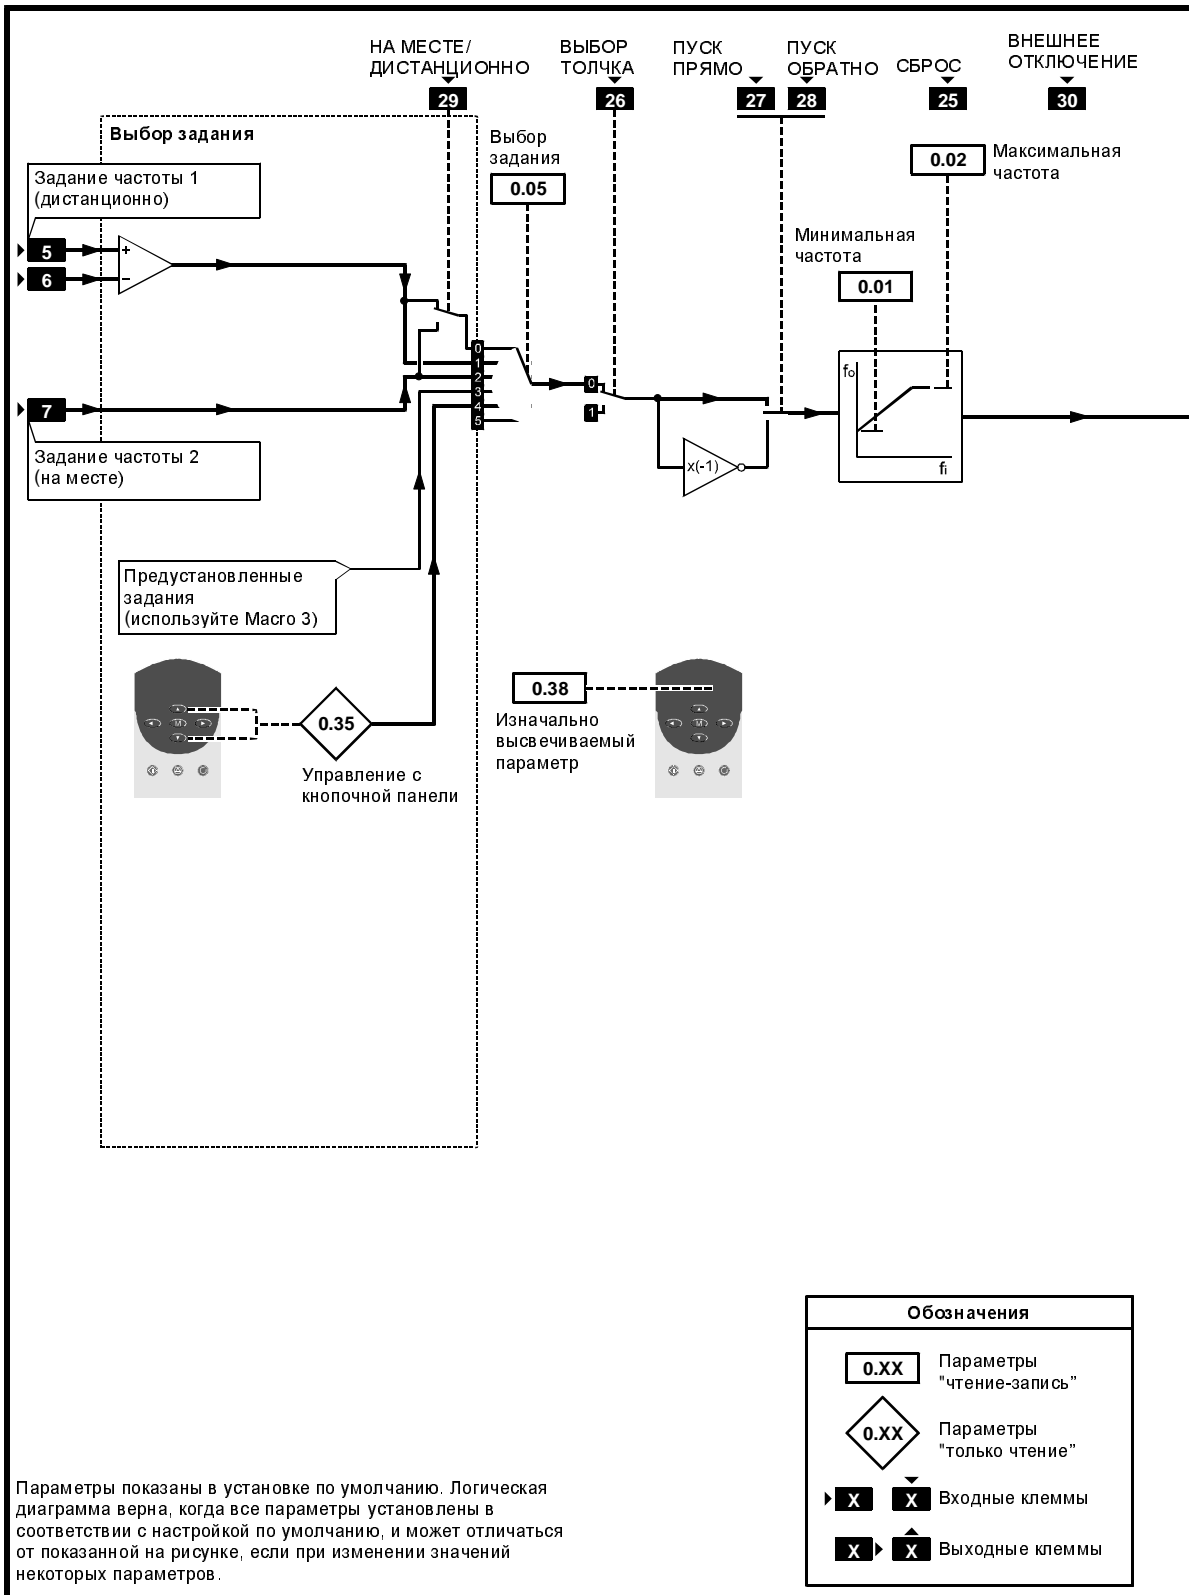 НА МЕСТЕ/
ДИСТАНЦИОННО
ВЫБОР
ТОЛЧКА
ПУСК
ПРЯМО
ПУСК
ОБРАТНО
СБРОС
ВНЕШНЕЕ
ОТКЛЮЧЕНИЕ
29
26
27
28
25
30
Выбор задания
Выбор
задания
0.05
0.02
Максимальная
частота
Задание частоты 1
(дистанционно)
5
+
6
–
Минимальная
частота
0.01
0
1
2
3
4
5
0
1
fo
fi
x(-1)
7
Задание частоты 2
(на месте)
Предустановленные
задания
(используйте Macro 3)
M
0.35
Управление с
кнопочной панели
0.38
Изначально
высвечиваемый
параметр
M
Обозначения
0.XX
Параметры
"чтение-запись"
0.XX
Параметры
"только чтение"
X
X
Входные клеммы
X
X
Выходные клеммы
Параметры показаны в установке по умолчанию. Логическая
диаграмма верна, когда все параметры установлены в
соответствии с настройкой по умолчанию, и может отличаться
от показанной на рисунке, если при изменении значений
некоторых параметров.